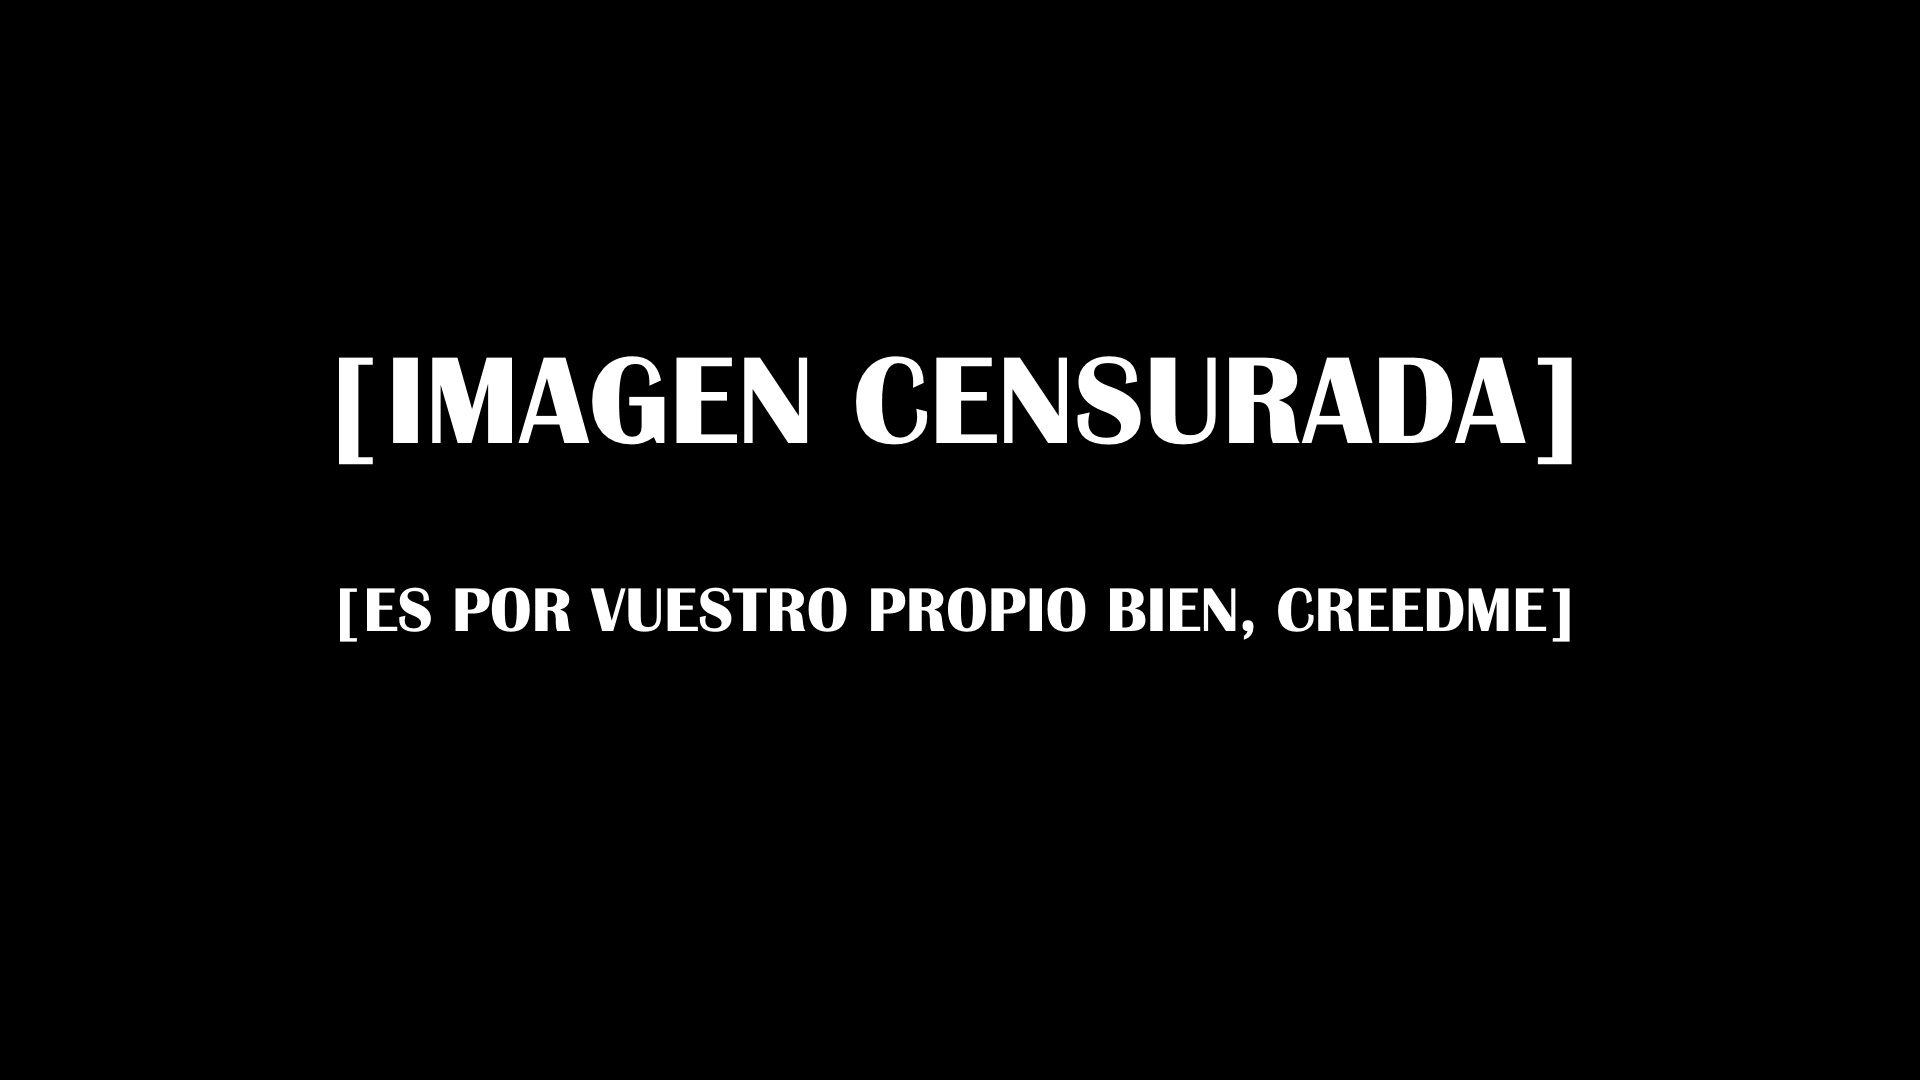 [IMAGEN CENSURADA]
[ES POR VUESTRO PROPIO BIEN, CREEDME]